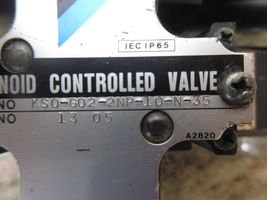 IEC IP65
NOID CONTROLLED VALVE
NO KSO-G02-2NP-10-N-35
NO 13 05
A2820